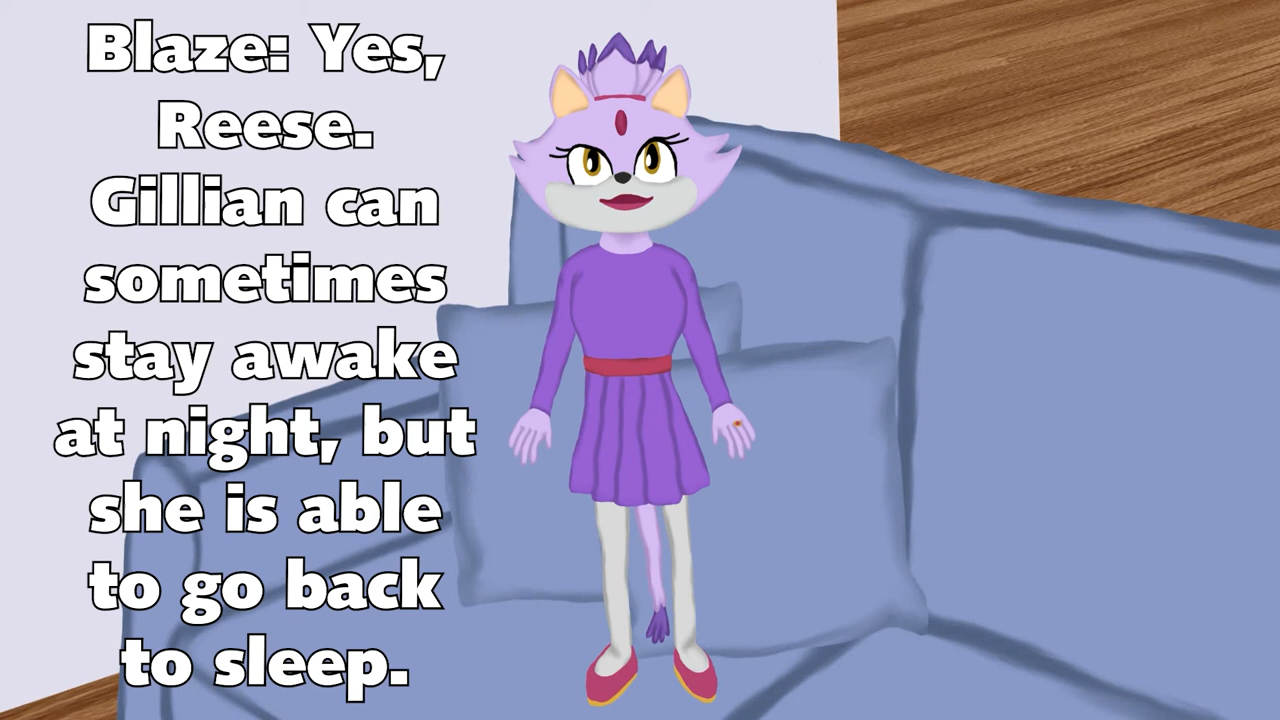 Blaze: Yes,
Reese.
Gillian can
sometimes
stay awake
at night, but
she is able
to go back
to sleep.